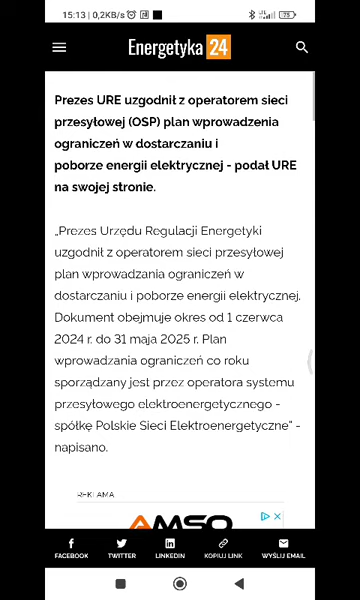 15:13 | 0,2KB/s
75
Energetyka 24
Prezes URE uzgodnił z operatorem sieci
przesyłowej (OSP) plan wprowadzenia
ograniczeń w dostarczaniu i
poborze energii elektrycznej - podał URE
na swojej stronie.
„Prezes Urzędu Regulacji Energetyki
uzgodnił z operatorem sieci przesyłowej
plan wprowadzania ograniczeń w
dostarczaniu i poborze energii elektrycznej.
Dokument obejmuje okres od 1 czerwca
2024 r. do 31 maja 2025 r. Plan
wprowadzania ograniczeń co roku
sporządzany jest przez operatora systemu
przesyłowego elektroenergetycznego -
spółkę Polskie Sieci Elektroenergetyczne" -
napisano.
REKLAMA
AMSO
FACEBOOK TWITTER LINKEDIN KOPIUJ LINK WYŚLIJ EMAIL